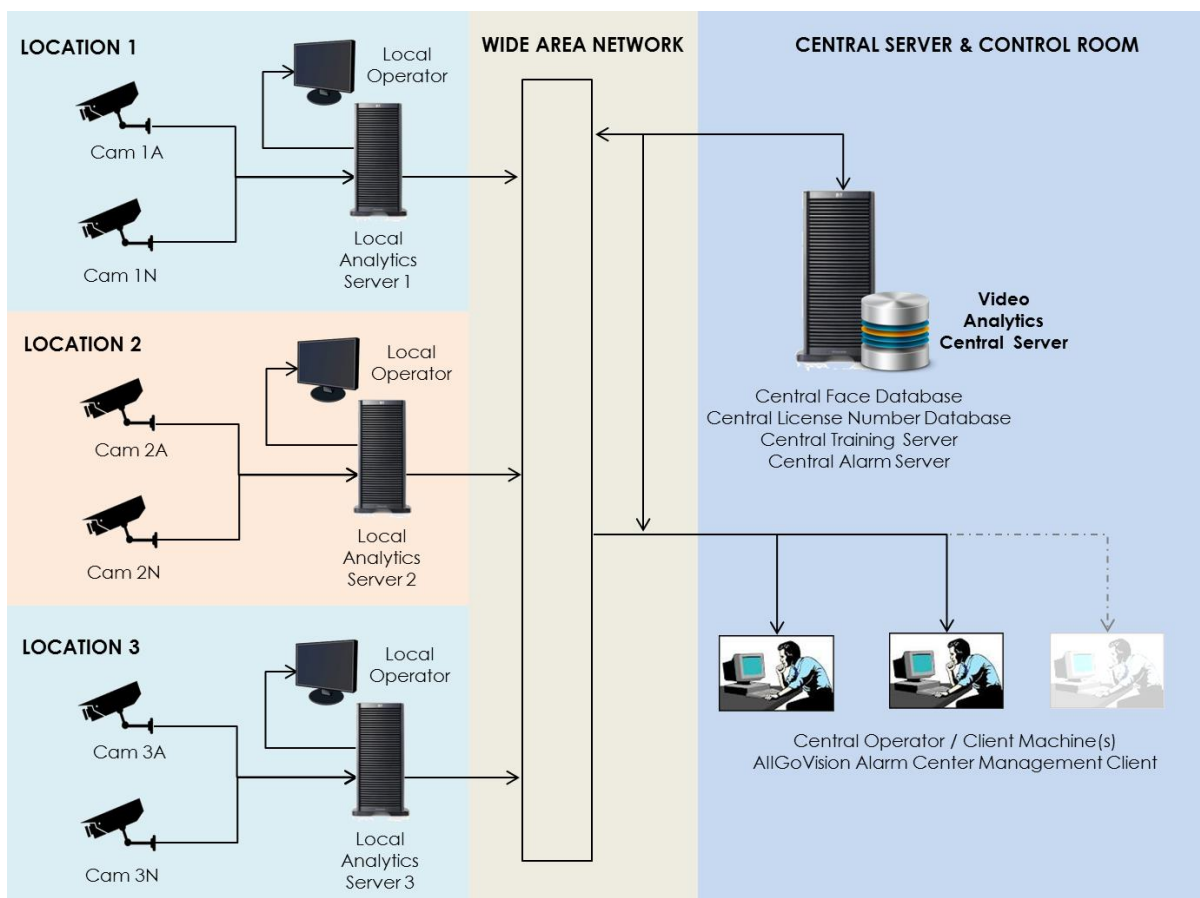 LOCATION 1
Local
Operator
Cam 1A
Cam 1N
Local
Analytics
Server 1
LOCATION 2
Local
Operator
Cam 2A
Cam 2N
Local
Analytics
Server 2
LOCATION 3
Local
Operator
Cam 3A
Cam 3N
Local
Analytics
Server 3
WIDE AREA NETWORK
CENTRAL SERVER & CONTROL ROOM
Video
Analytics
Central Server
Central Face Database
Central License Number Database
Central Training Server
Central Alarm Server
Central Operator / Client Machine(s)
AllGoVision Alarm Center Management Client